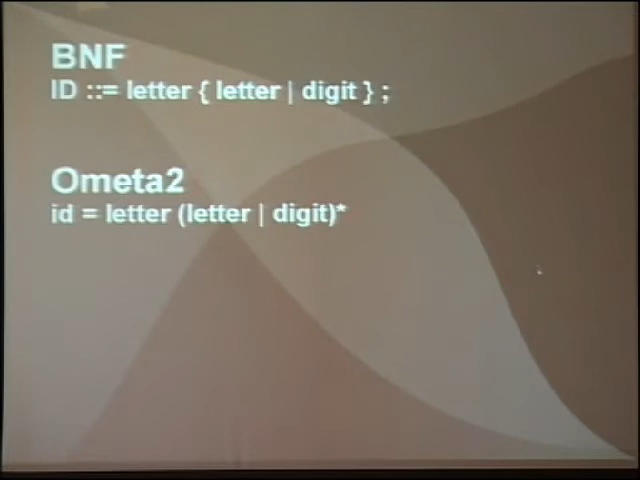 BNF
ID ::= letter { letter | digit } ;
Ometa2
id = letter (letter | digit)*